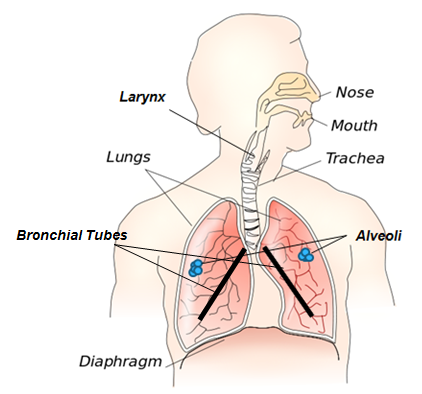 Nose
Larynx
Mouth
Lungs
Trachea
Bronchial Tubes
Alveoli
Diaphragm